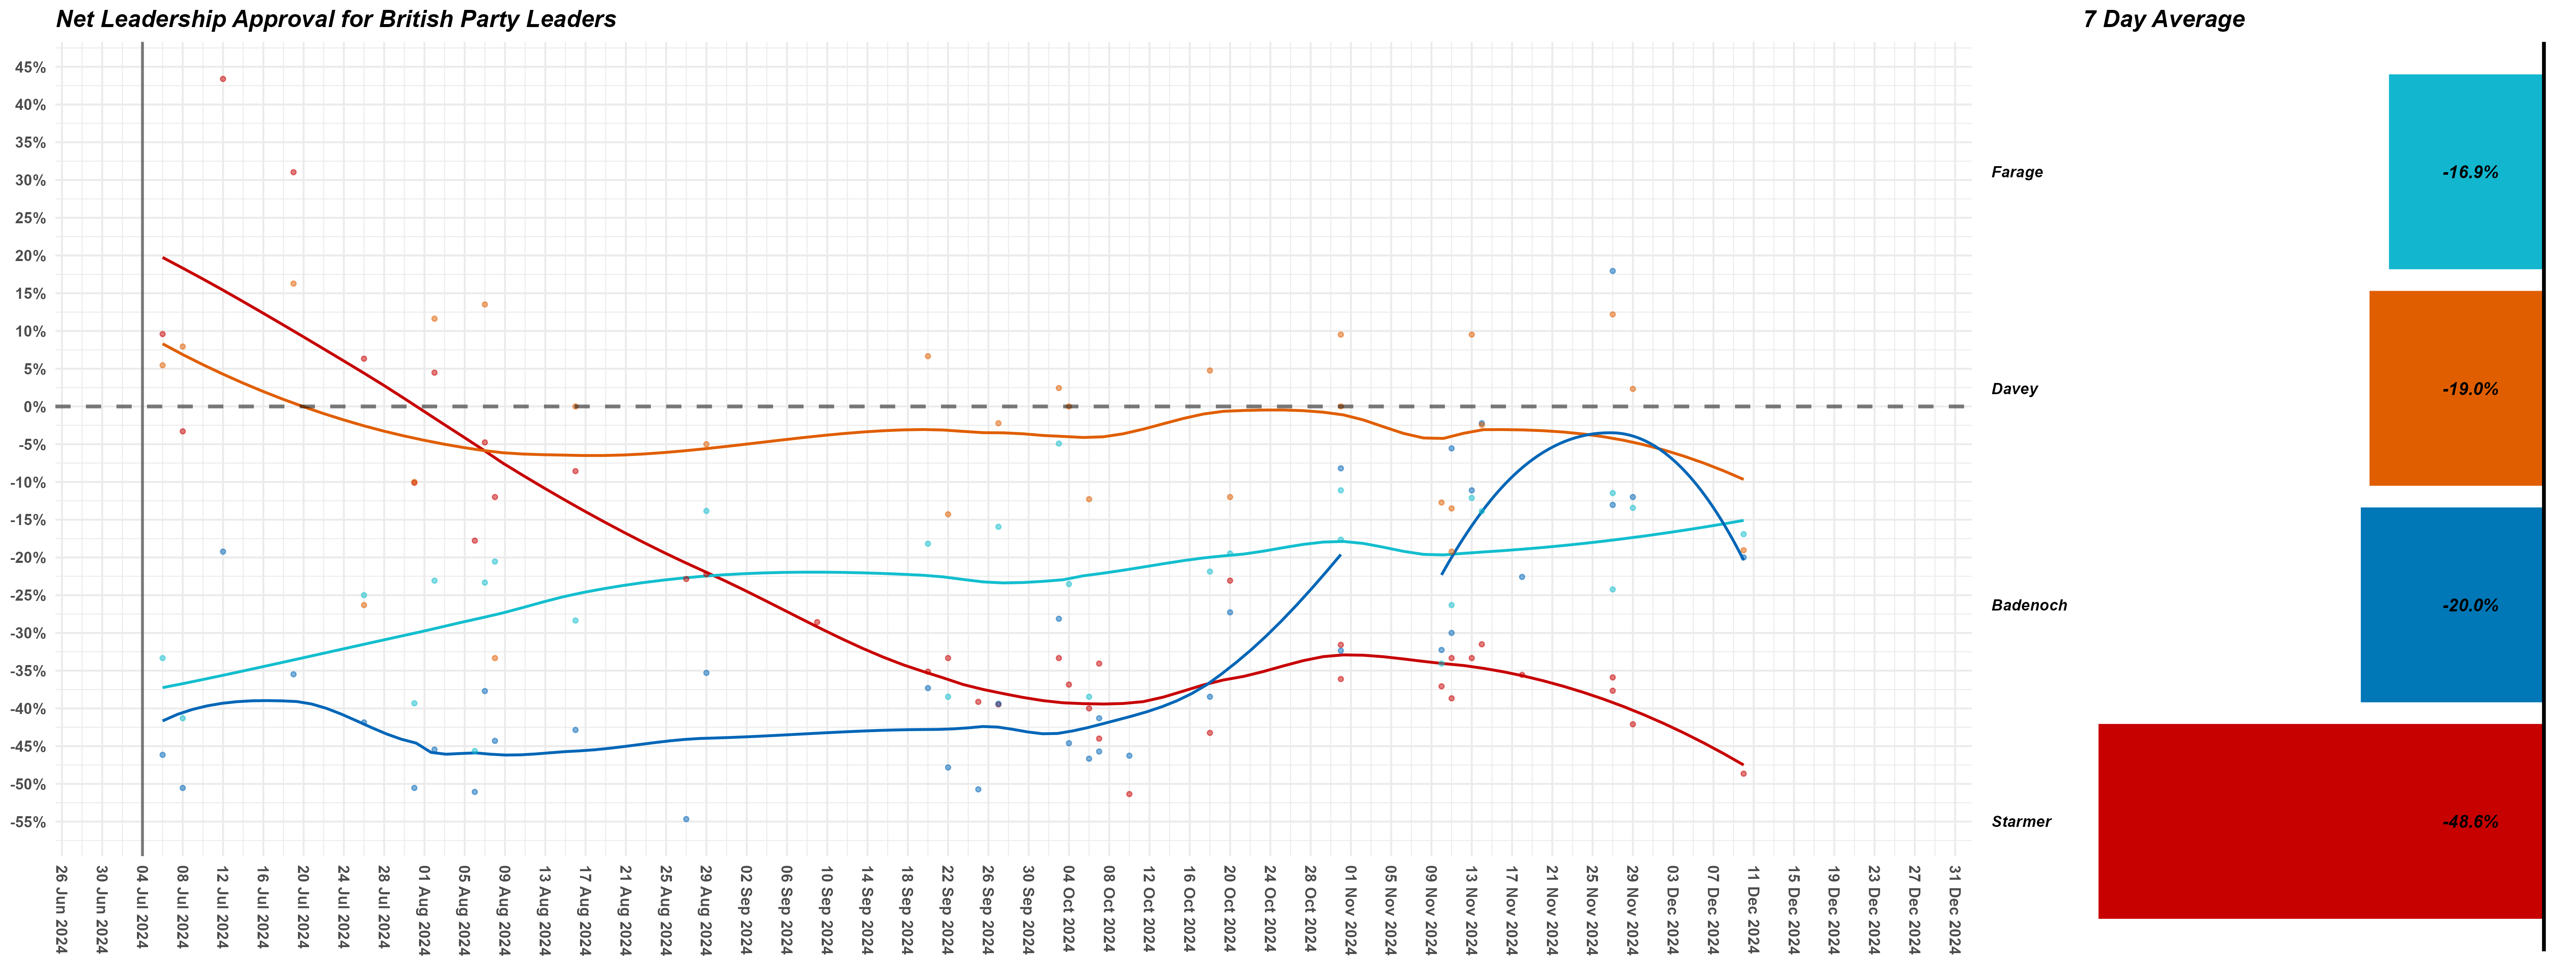 Net Leadership Approval for British Party Leaders
7 Day Average
45%
40%
35%
30%
25%
20%
15%
10%
5%
0%
-5%
-10%
-15%
-20%
-25%
-30%
-35%
-40%
-45%
-50%
-55%
26 Jun 2024
30 Jun 2024
04 Jul 2024
08 Jul 2024
12 Jul 2024
16 Jul 2024
20 Jul 2024
24 Jul 2024
28 Jul 2024
01 Aug 2024
05 Aug 2024
09 Aug 2024
13 Aug 2024
17 Aug 2024
21 Aug 2024
25 Aug 2024
29 Aug 2024
02 Sep 2024
06 Sep 2024
10 Sep 2024
14 Sep 2024
18 Sep 2024
22 Sep 2024
26 Sep 2024
30 Sep 2024
04 Oct 2024
08 Oct 2024
12 Oct 2024
16 Oct 2024
20 Oct 2024
24 Oct 2024
28 Oct 2024
01 Nov 2024
05 Nov 2024
09 Nov 2024
13 Nov 2024
17 Nov 2024
21 Nov 2024
25 Nov 2024
29 Nov 2024
03 Dec 2024
07 Dec 2024
11 Dec 2024
15 Dec 2024
19 Dec 2024
23 Dec 2024
27 Dec 2024
31 Dec 2024
Farage -16.9%
Davey -19.0%
Badenoch -20.0%
Starmer -48.6%